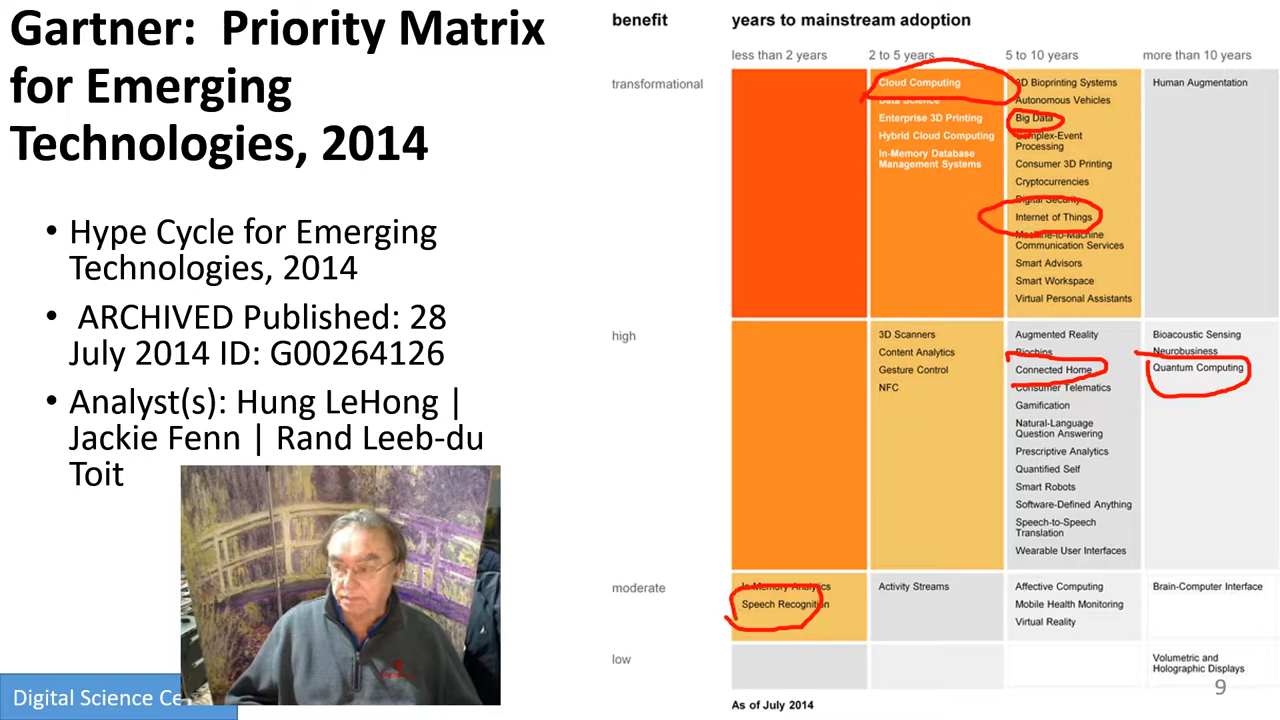 Gartner: Priority Matrix
for Emerging
Technologies, 2014
• Hype Cycle for Emerging
Technologies, 2014
• ARCHIVED Published: 28
July 2014 ID: G00264126
• Analyst(s): Hung LeHong |
Jackie Fenn | Rand Leeb-du
Toit
Digital Science Ce
benefit
years to mainstream adoption
less than 2 years
2 to 5 years
5 to 10 years
more than 10 years
transformational
Cloud Computing
Data Science
Enterprise 3D Printing
Hybrid Cloud Computing
In-Memory Database
Management Systems
3D Bioprinting Systems
Autonomous Vehicles
Big Data
Complex-Event
Processing
Consumer 3D Printing
Cryptocurrencies
Digital Security
Internet of Things
Machine-to-Machine
Communication Services
Smart Advisors
Smart Workspace
Virtual Personal Assistants
Human Augmentation
high
3D Scanners
Content Analytics
Gesture Control
NFC
Augmented Reality
Biochips
Connected Home
Consumer Telematics
Gamification
Natural-Language
Question Answering
Prescriptive Analytics
Quantified Self
Smart Robots
Software-Defined Anything
Speech-to-Speech
Translation
Wearable User Interfaces
Bioacoustic Sensing
Neurobusiness
Quantum Computing
moderate
In-Memory Analytics
Speech Recognition
Activity Streams
Affective Computing
Mobile Health Monitoring
Virtual Reality
Brain-Computer Interface
low
Volumetric and
Holographic Displays
As of July 2014
9